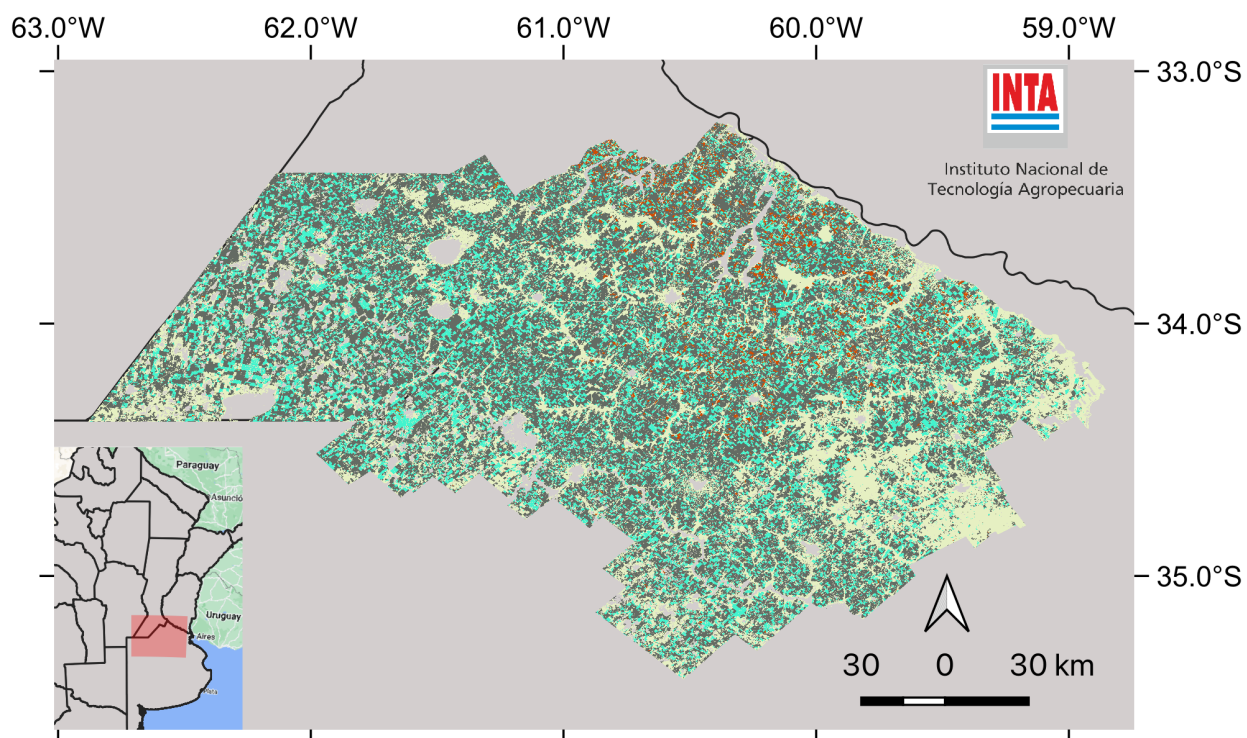 63.0°W 62.0°W 61.0°W 60.0°W 59.0°W
33.0°S
INTA
Instituto Nacional de
Tecnología Agropecuaria
34.0°S
Paraguay
Asunció
35.0°S
Uruguay
Aires
30 0 30 km